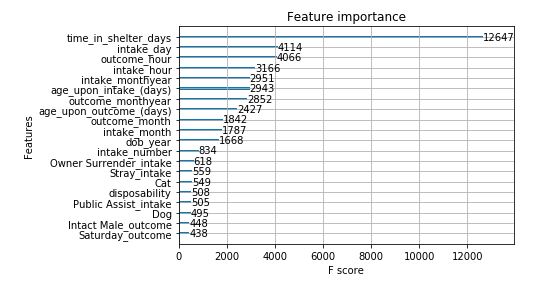 Feature importance
time_in_shelter_days 12647
intake_day 4114
outcome_hour 4066
intake_hour 3166
intake_monthyear 2951
age_upon_intake_(days) 2943
outcome_monthyear 2852
age_upon_outcome_(days) 2427
outcome_month 1842
intake_month 1787
dob_year 1668
intake_number 834
Owner Surrender_intake 618
Stray_intake 559
Cat 549
disposability 508
Public Assist_intake 505
Dog 495
Intact Male_outcome 448
Saturday_outcome 438
Features
0 2000 4000 6000 8000 10000 12000
F score